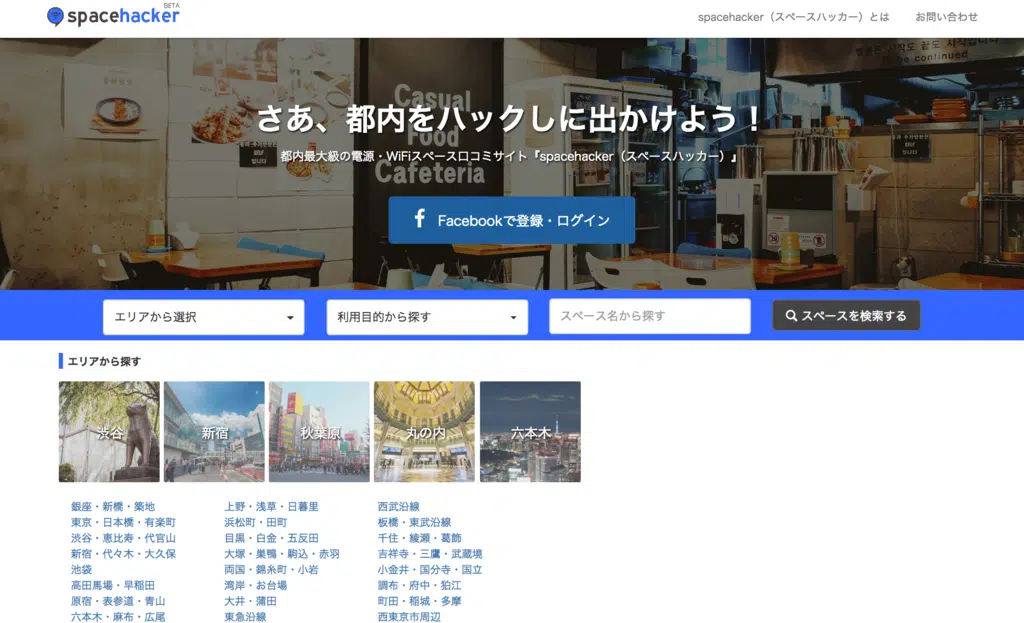 BETA
spacehacker
spacehacker（スペースハッカー）とは
お問い合わせ
Casual
Food
Cafeteria
be continued
さあ、都内をハックしに出かけよう！
都内最大級の電源・WiFiスペース口コミサイト『spacehacker（スペースハッカー）』
f Facebookで登録・ログイン
エリアから選択
利用目的から探す
スペース名から探す
スペースを検索する
エリアから探す
渋谷
新宿
秋葉原
丸の内
六本木
銀座・新橋・築地
東京・日本橋・有楽町
渋谷・恵比寿・代官山
新宿・代々木・大久保
池袋
高田馬場・早稲田
原宿・表参道・青山
六本木・麻布・広尾
上野・浅草・日暮里
浜松町・田町
目黒・白金・五反田
大塚・巣鴨・駒込・赤羽
両国・錦糸町・小岩
湾岸・お台場
大井・蒲田
東急沿線
西武沿線
板橋・東武沿線
千住・綾瀬・葛飾
吉祥寺・三鷹・武蔵境
小金井・国分寺・国立
調布・府中・狛江
町田・稲城・多摩
西東京市周辺